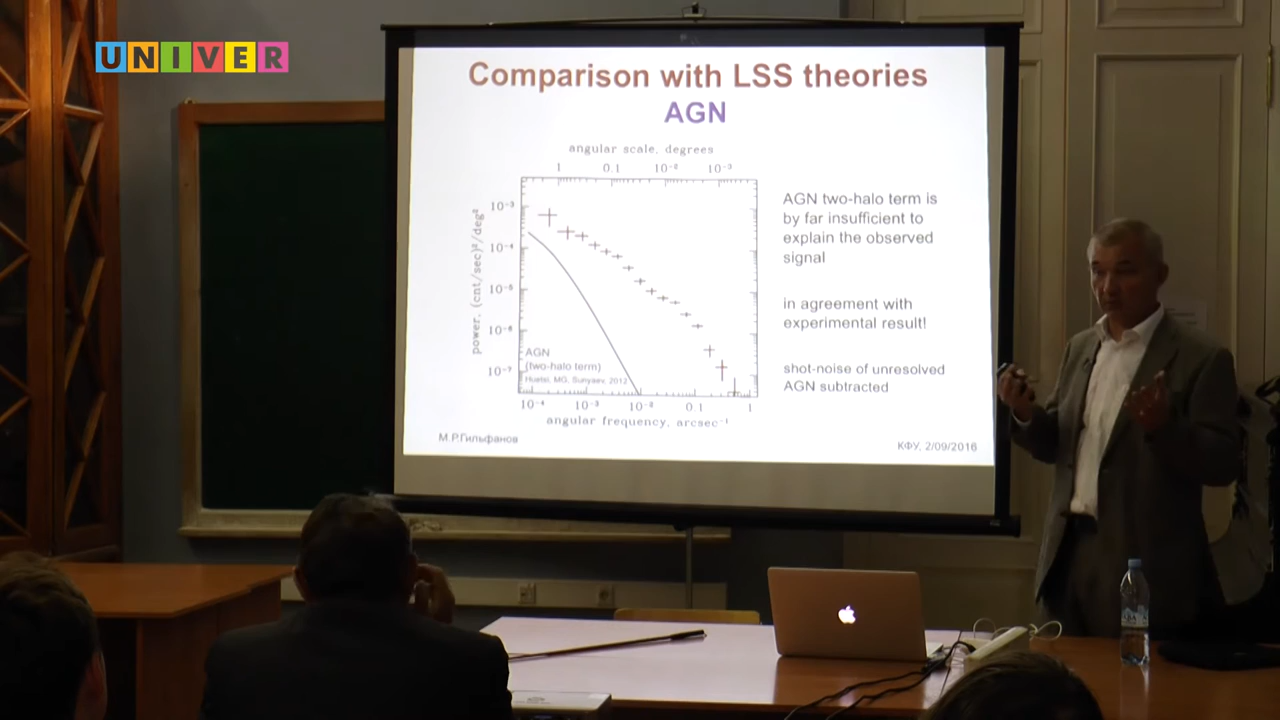 UNIVER
Comparison with LSS theories
AGN
angular scale, degrees
1 0.1 10⁻² 10⁻³
AGN two-halo term is
by far insufficient to
explain the observed
signal
in agreement with
experimental result!
shot-noise of unresolved
AGN subtracted
power, (cnt/sec)²/deg²
10⁻³
10⁻⁴
10⁻⁵
10⁻⁶
10⁻⁷
AGN
(two-halo term)
Huetsi, MG, Sunyaev, 2012
10⁻⁴ 10⁻³ 10⁻² 0.1 1
angular frequency, arcsec⁻¹
М.Р.Гильфанов
КФУ, 2/09/2016